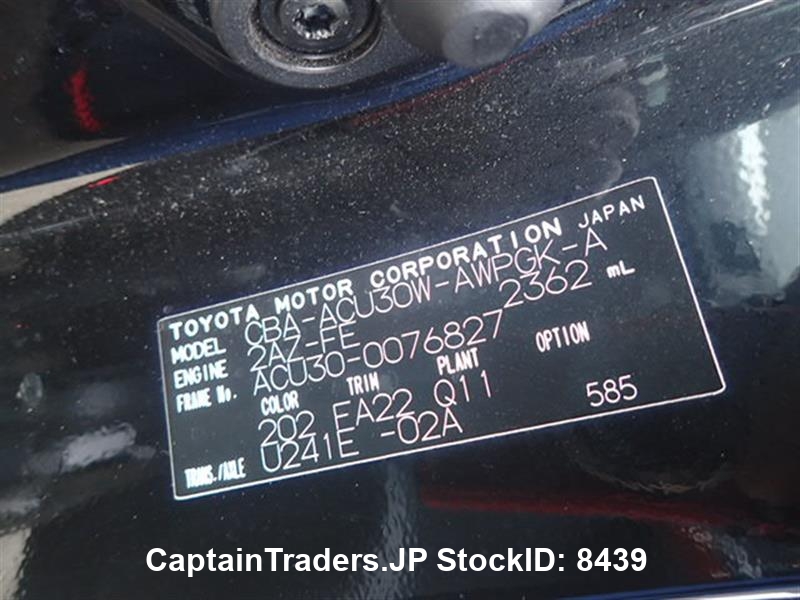 TOYOTA MOTOR CORPORATION JAPAN
MODEL CBA-ACU30W-AWPGK-A
ENGINE 2AZ-FE 2362 mL
FRAME No. ACU30-0076827
COLOR TRIM PLANT OPTION
202 FA22 Q11
TRANS./AXLE U241E -02A 585
CaptainTraders.JP StockID: 8439